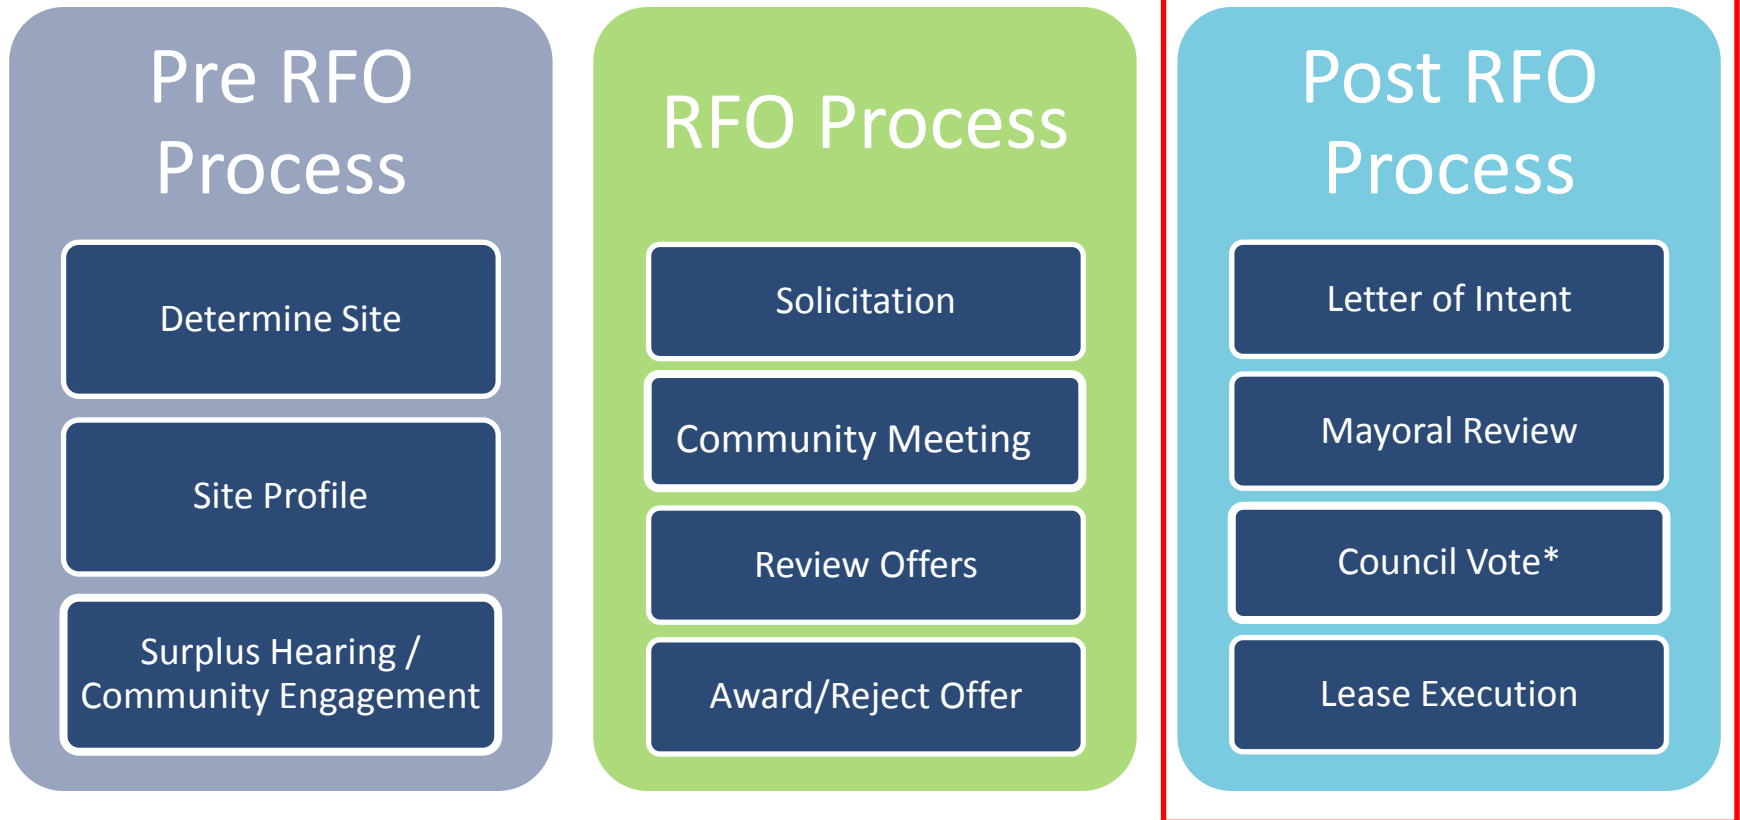 Pre RFO
Process
Determine Site
Site Profile
Surplus Hearing /
Community Engagement
RFO Process
Solicitation
Community Meeting
Review Offers
Award/Reject Offer
Post RFO
Process
Letter of Intent
Mayoral Review
Council Vote*
Lease Execution